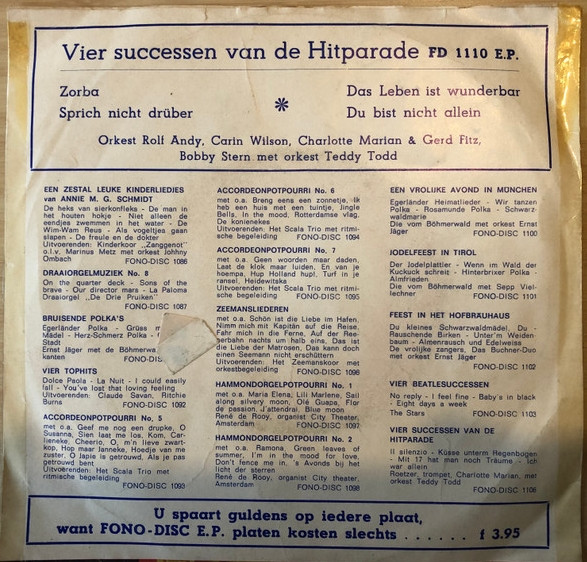 Vier successen van de Hitparade FD 1110 E.P.
Zorba
Sprich nicht drüber
*
Das Leben ist wunderbar
Du bist nicht allein
Orkest Rolf Andy, Carin Wilson, Charlotte Marian & Gerd Fitz,
Bobby Stern met orkest Teddy Todd
EEN ZESTAL LEUKE KINDERLIEDJES
van ANNIE M. G. SCHMIDT
De heks van sierkonfleks - De man in
het houten hokje - Niet alleen de
eendjes zwemmen in het water - De
Wim-Wam Reus - Als vogeltjes gaan
slapen - De freule en de dokter
Uitvoerenden: Kinderkoor „Zanggenot"
o.l.v. Marinus Metz met orkest Johnny
Ombach FONO-DISC 1086
DRAAIORGELMUZIEK No. 8
On the quarter deck - Sons of the
brave - Our director mars - La Paloma
Draaiorgel „De Drie Pruiken"
FONO-DISC 1087
BRUISENDE POLKA'S
Egerländer Polka - Grüss m
Mädel - Herz-Schmerz Polka -
Stadt
Ernst Jäger met de Böhmerwa
kanten FONO-DISC
VIER TOPHITS
Dolce Paola - La Nuit - I could easily
fall - You've lost that loving feeling
Uitvoerenden: Claude Savan, Ritchie
Burns FONO-DISC 1092
ACCORDEONPOTPOURRI No. 5
met o.a. Geef me nog een drupke, O
Susanna, Sien laat me los, Kom, Car-
lieneke, Cheerio, O, m'n lieve zwart-
kop, Hop maar Janneke, Hoedje van me
zuster, O Japie is getrouwd, Als je pas
getrouwd bent
Uitvoerenden: Het Scala Trio met
ritmische begeleiding
FONO-DISC 1093
ACCORDEONPOTPOURRI No. 6
met o.a. Breng eens een zonnetje, Ik
heb een huis met een tuintje, Jingle
Bells, In the mood, Rotterdamse vlag,
De konienekes
Uitvoerenden: Het Scala Trio met ritmi-
sche begeleiding FONO-DISC 1094
ACCORDEONPOTPOURRI No. 7
met o.a. Geen woorden maar daden,
Laat de klok maar luiden, En van je
hoempa, Hup Holland hup!, Turf in je
ransel, Heidewitska
Uitvoerenden: Het Scala Trio met ritmi-
sche begeleiding FONO-DISC 1095
ZEEMANSLIEDEREN
met o.a. Schön ist die Liebe im Hafen,
Nimm mich mit Kapitän auf die Reise,
Fahr mich in die Ferne, Auf der Ree-
perbahn nachts um halb eins, Das ist
die Liebe der Matrosen, Das kann doch
einen Seemann nicht erschüttern
Uitvoerenden: Het Zeemanskoor met
orkestbegeleiding FONO-DISC 1096
HAMMONDORGELPOTPOURRI No. 1
met o.a. Maria Elena, Lili Marlene, Sail
along silvery moon, Olé Guapa, Flor
de passion, J'attendrai, Blue moon
René de Rooy, organist City Theater,
Amsterdam FONO-DISC 1097
HAMMONDORGELPOTPOURRI No. 2
met o.a. Ramona, Green leaves of
summer, I'm in the mood for love,
Don't fence me in, 's Avonds bij het
licht der sterren
René de Rooy, organist City theater,
Amsterdam FONO-DISC 1098
EEN VROLIJKE AVOND IN MUNCHEN
Egerländer Heimatlieder - Wir tanzen
Polka - Rosamunde Polka - Schwarz-
waldmarie
Die vom Böhmerwald met orkest Ernst
Jäger FONO-DISC 1100
JODELFEEST IN TIROL
Der Jodelplattler - Wenn im Wald der
Kuckuck schreit - Hinterbrixer Polka -
Almfrieden
Die vom Böhmerwald met Sepp Viel-
lechner FONO-DISC 1101
FEEST IN HET HOFBRAUHAUS
Du kleines Schwarzwaldmädel, Du -
Rauschende Birken - Unter'm Weiden-
baum - Almenrausch und Edelweiss
De vrolijke zangers, Das Buchner-Duo
met orkest Ernst Jäger
FONO-DISC 1102
VIER BEATLESUCCESSEN
No reply - I feel fine - Baby's in black
- Eight days a week
The Stars FONO-DISC 1103
VIER SUCCESSEN VAN DE
HITPARADE
Il silenzio - Küsse unterm Regenbogen
- Mit 17 hat man noch Träume - Ich
war allein
Roetzer, trompet, Charlotte Marian, met
orkest Teddy Todd
FONO-DISC 1106
U spaart guldens op iedere plaat,
want FONO-DISC E.P. platen kosten slechts . . . . . . f 3.95